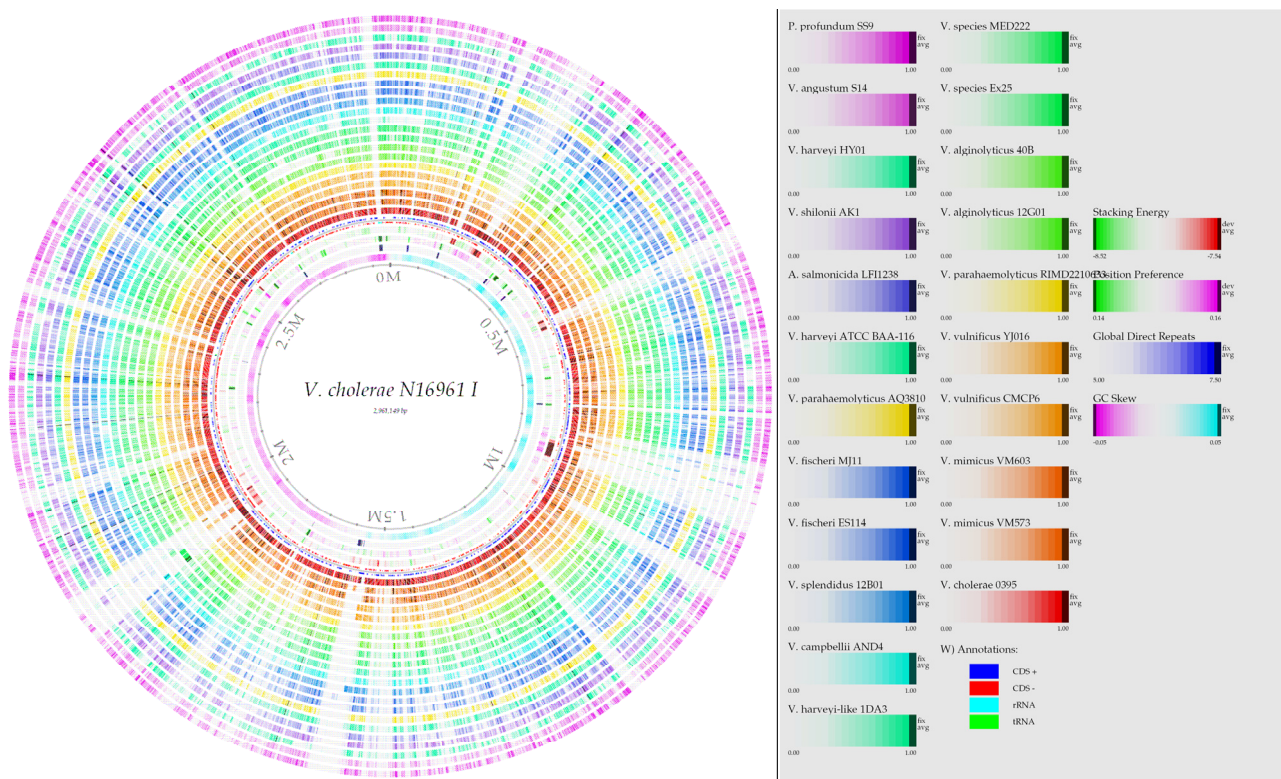 0M
0.5M
1M
1.5M
2M
2.5M
V. cholerae N16961 I
2,961,149 bp
P. profundum SS9
fix
avg
0.00 1.00
V. angustum S14
fix
avg
0.00 1.00
V. harveyi HY01
fix
avg
0.00 1.00
V. shilonii AK1
fix
avg
0.00 1.00
A. salmonicida LFI1238
fix
avg
0.00 1.00
V. harveyi ATCC BAA-116
fix
avg
0.00 1.00
V. parahaemolyticus AQ3810
fix
avg
0.00 1.00
V. fischeri MJ11
fix
avg
0.00 1.00
V. fischeri ES114
fix
avg
0.00 1.00
V. splendidus 12B01
fix
avg
0.00 1.00
V. campbellii AND4
fix
avg
0.00 1.00
V. harveyi-like 1DA3
fix
avg
0.00 1.00
V. species MED222
fix
avg
0.00 1.00
V. species Ex25
fix
avg
0.00 1.00
V. alginolyticus 40B
fix
avg
0.00 1.00
V. alginolyticus 12G01
fix
avg
0.00 1.00
V. parahaemolyticus RIMD2210633
fix
avg
0.00 1.00
V. vulnificus YJ016
fix
avg
0.00 1.00
V. vulnificus CMCP6
fix
avg
0.00 1.00
V. mimicus VM603
fix
avg
0.00 1.00
V. mimicus VM573
fix
avg
0.00 1.00
V. cholerae 0395
fix
avg
0.00 1.00
W) Annotations:
CDS +
CDS -
rRNA
tRNA
Stacking Energy
dev
avg
-8.52 -7.54
Position Preference
dev
avg
0.14 0.16
Global Direct Repeats
fix
avg
5.00 7.50
GC Skew
fix
avg
-0.05 0.05